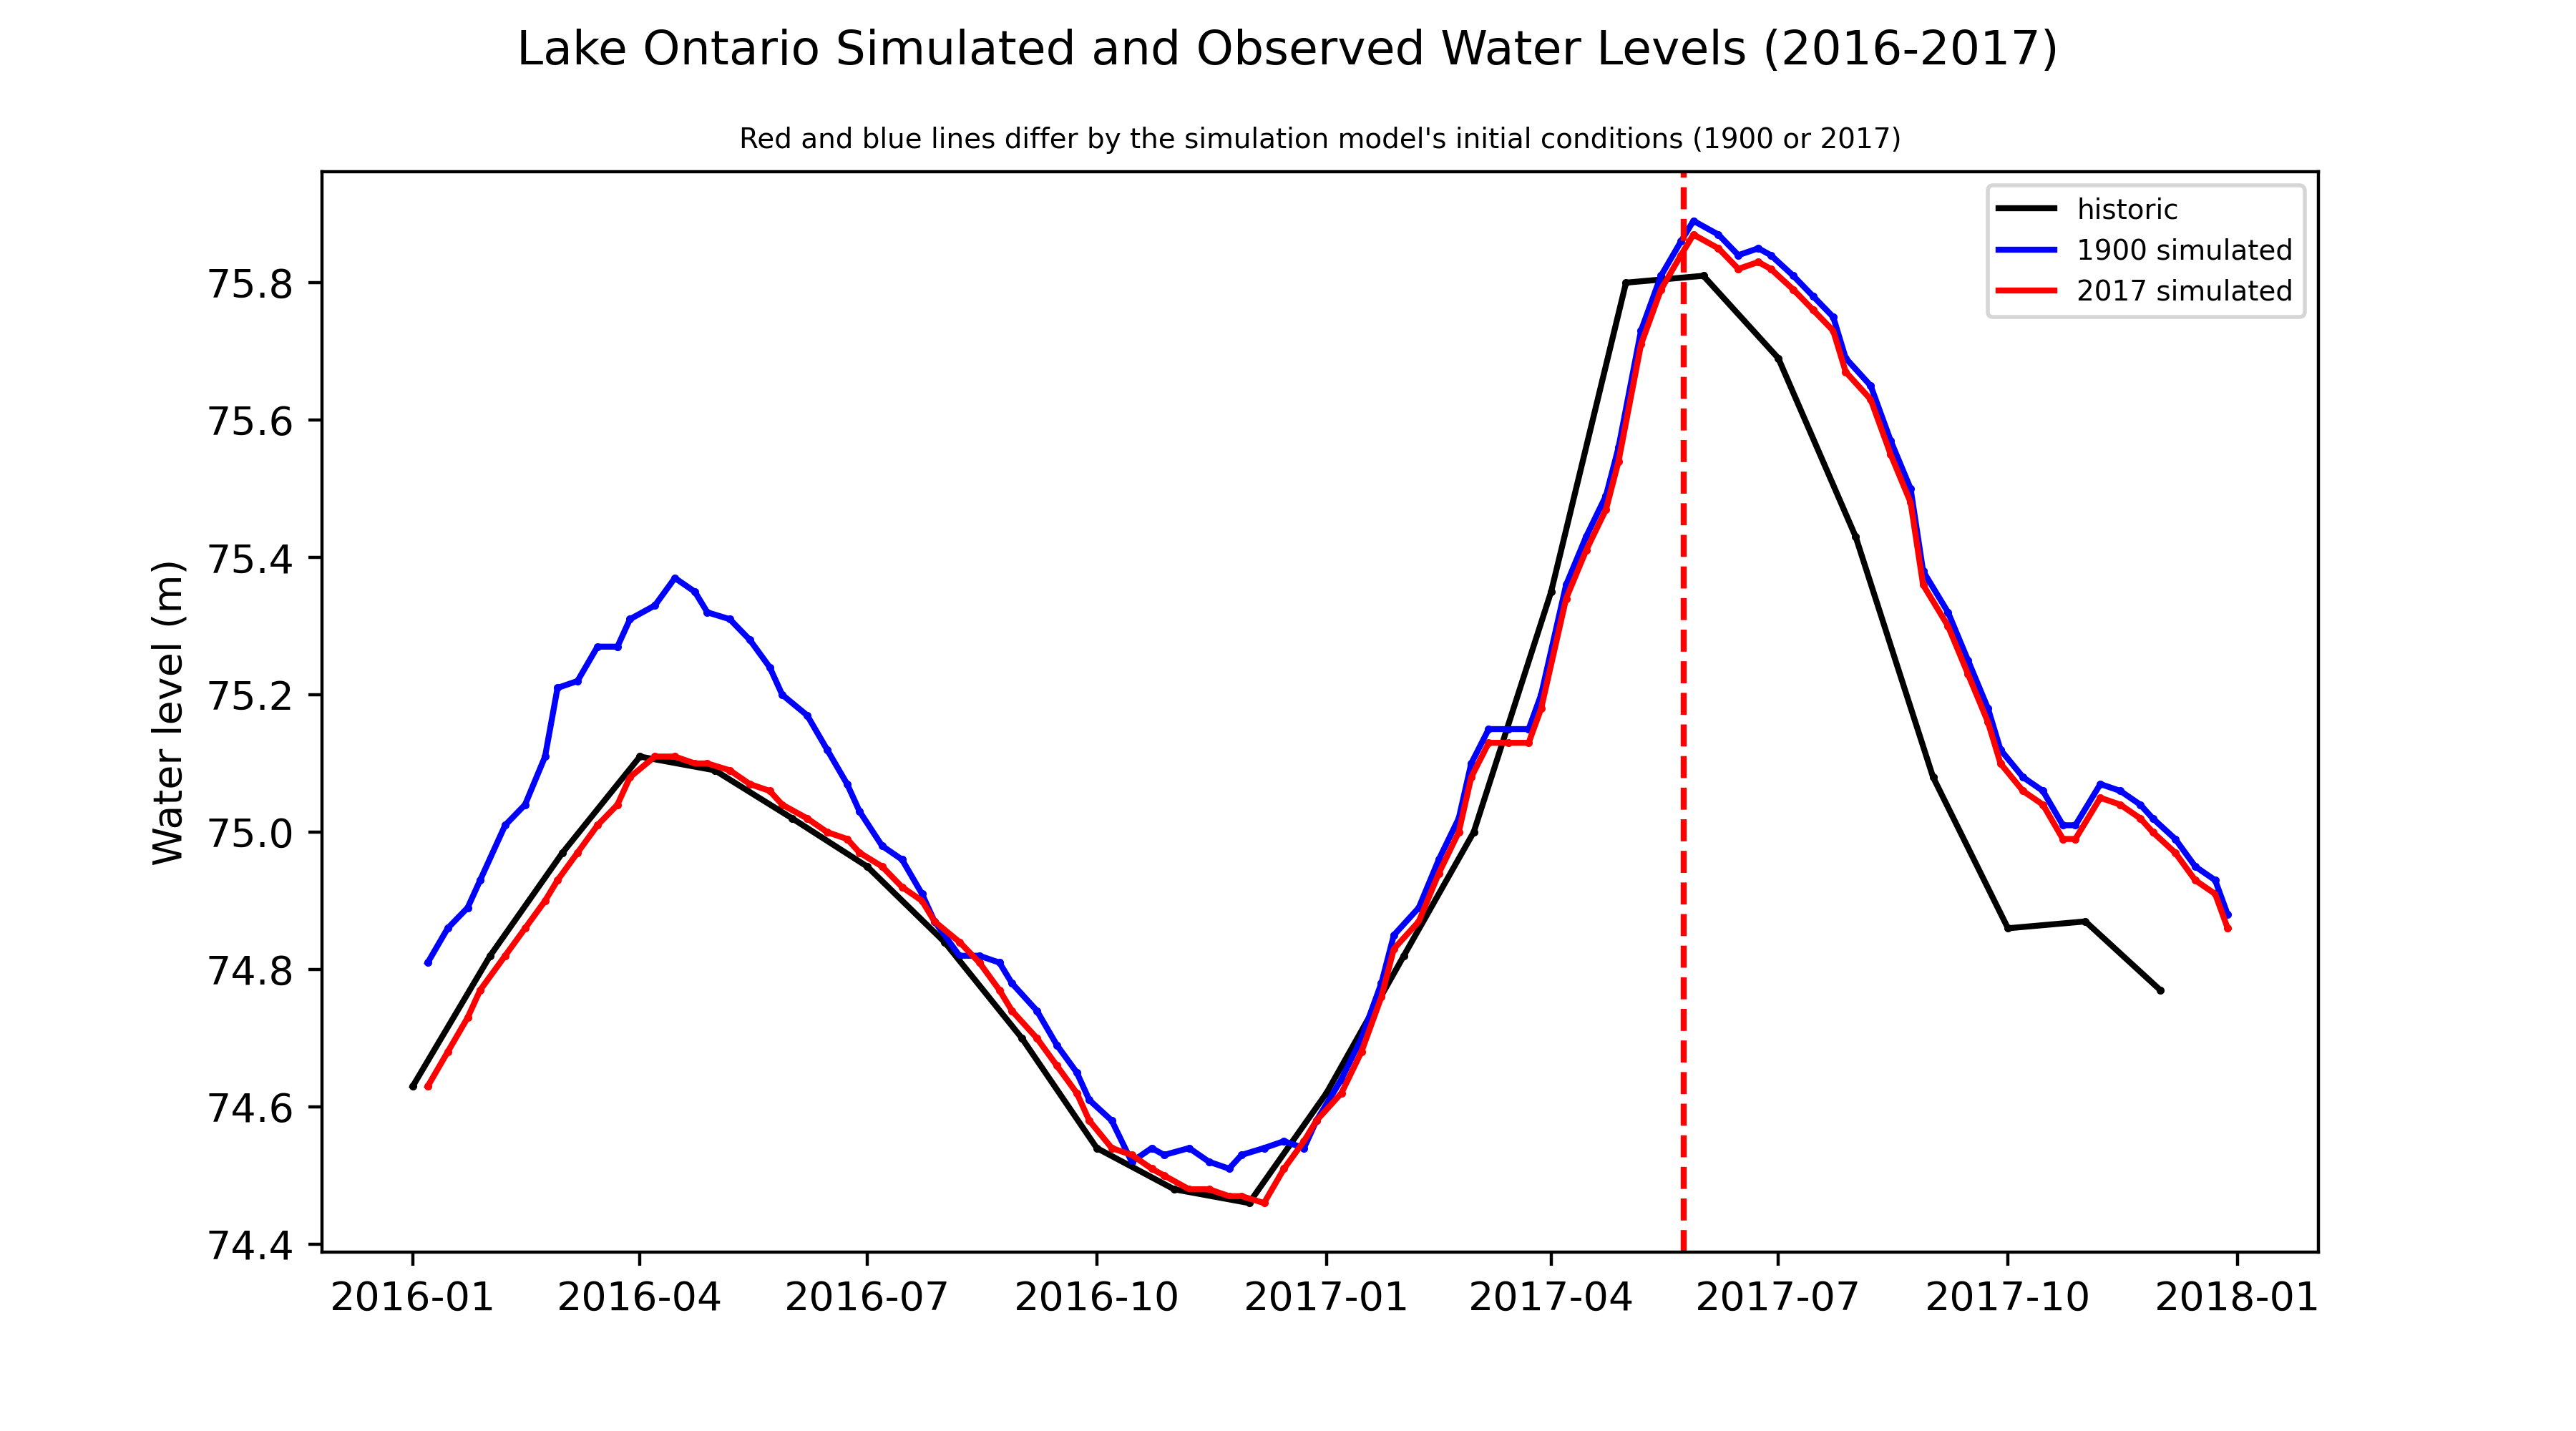 Lake Ontario Simulated and Observed Water Levels (2016-2017)
Red and blue lines differ by the simulation model's initial conditions (1900 or 2017)
historic
1900 simulated
2017 simulated
Water level (m)
75.8
75.6
75.4
75.2
75.0
74.8
74.6
74.4
2016-01 2016-04 2016-07 2016-10 2017-01 2017-04 2017-07 2017-10 2018-01